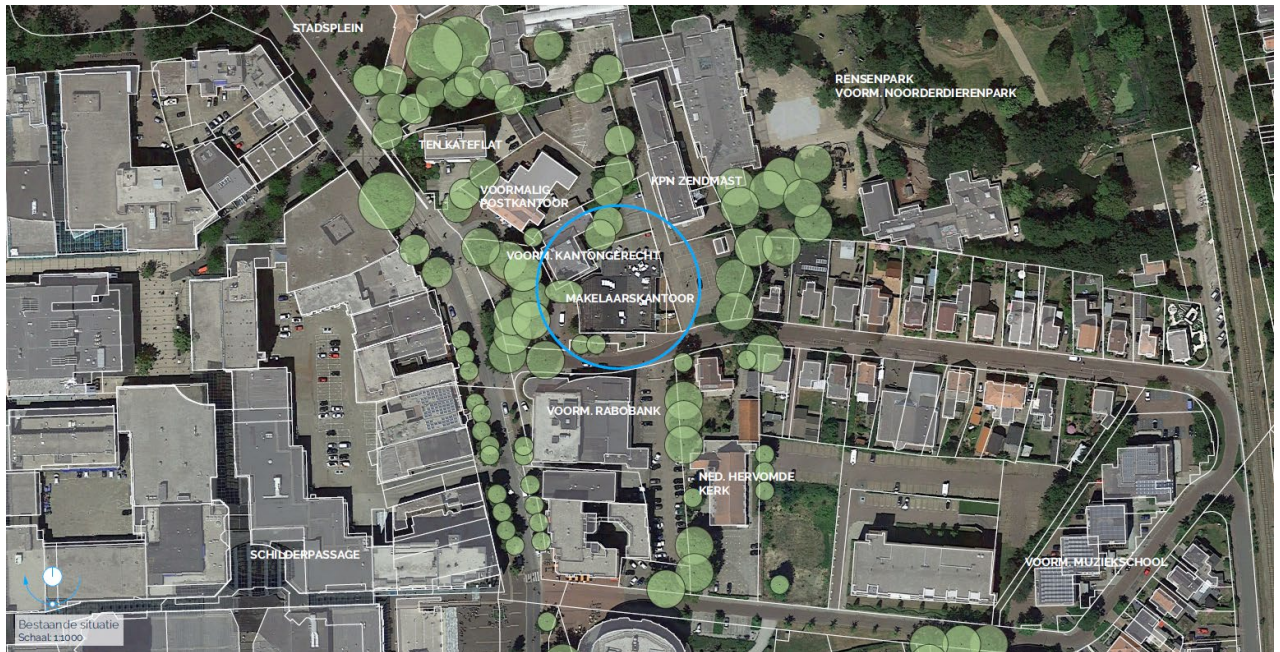 STADSPLEIN
RENSENPARK
VOORM. NOORDERDIERENPARK
TEN KATEFLAT
KPN ZENDMAST
VOORMALIG
POSTKANTOOR
VOORM. KANTONGERECHT
MAKELAARSKANTOOR
VOORM. RABOBANK
NED. HERVOMDE
KERK
SCHILDERPASSAGE
VOORM. MUZIEKSCHOOL
Bestaande situatie
Schaal: 1:1000